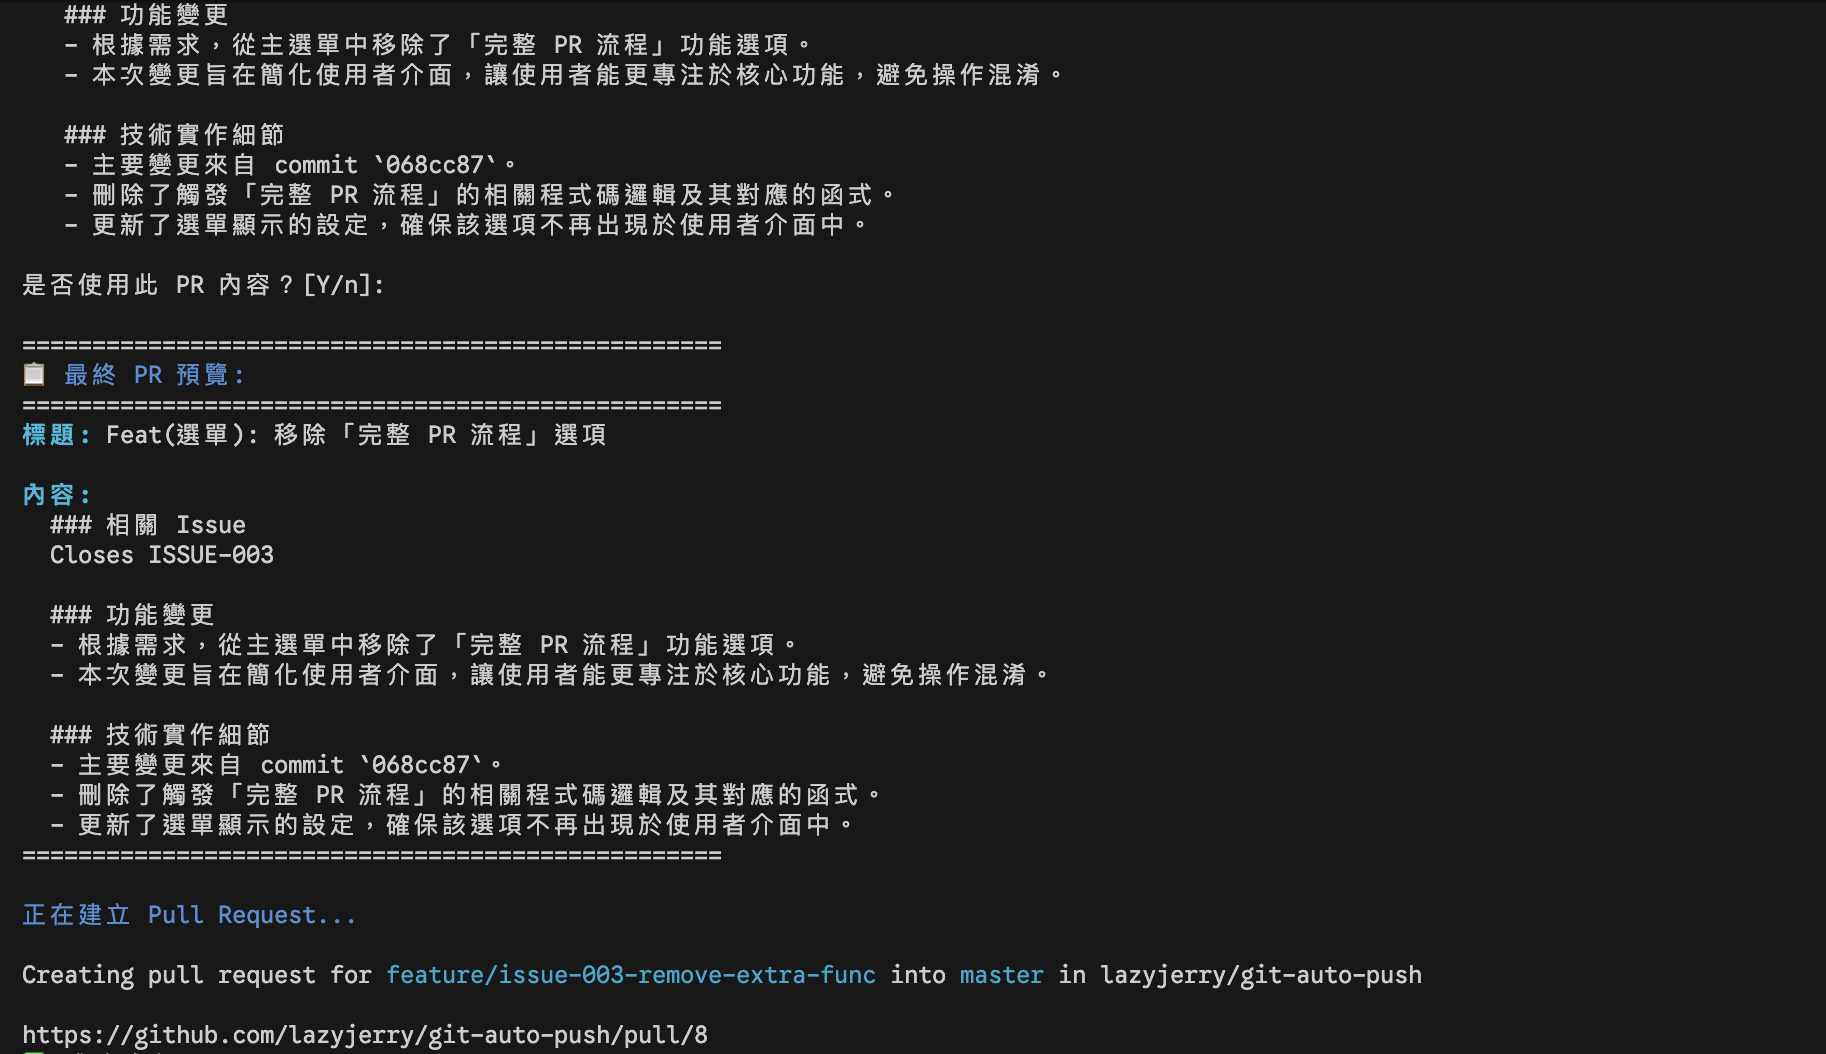 ### 功能變更
- 根據需求，從主選單中移除了「完整 PR 流程」功能選項。
- 本次變更旨在簡化使用者介面，讓使用者能更專注於核心功能，避免操作混淆。
### 技術實作細節
- 主要變更來自 commit `068cc87`。
- 刪除了觸發「完整 PR 流程」的相關程式碼邏輯及其對應的函式。
- 更新了選單顯示的設定，確保該選項不再出現於使用者介面中。
是否使用此 PR 內容？[Y/n]:
==================================================
📋 最終 PR 預覽:
==================================================
標題: Feat(選單): 移除「完整 PR 流程」選項
內容:
### 相關 Issue
Closes ISSUE-003
### 功能變更
- 根據需求，從主選單中移除了「完整 PR 流程」功能選項。
- 本次變更旨在簡化使用者介面，讓使用者能更專注於核心功能，避免操作混淆。
### 技術實作細節
- 主要變更來自 commit `068cc87`。
- 刪除了觸發「完整 PR 流程」的相關程式碼邏輯及其對應的函式。
- 更新了選單顯示的設定，確保該選項不再出現於使用者介面中。
==================================================
正在建立 Pull Request...
Creating pull request for feature/issue-003-remove-extra-func into master in lazyjerry/git-auto-push
https://github.com/lazyjerry/git-auto-push/pull/8